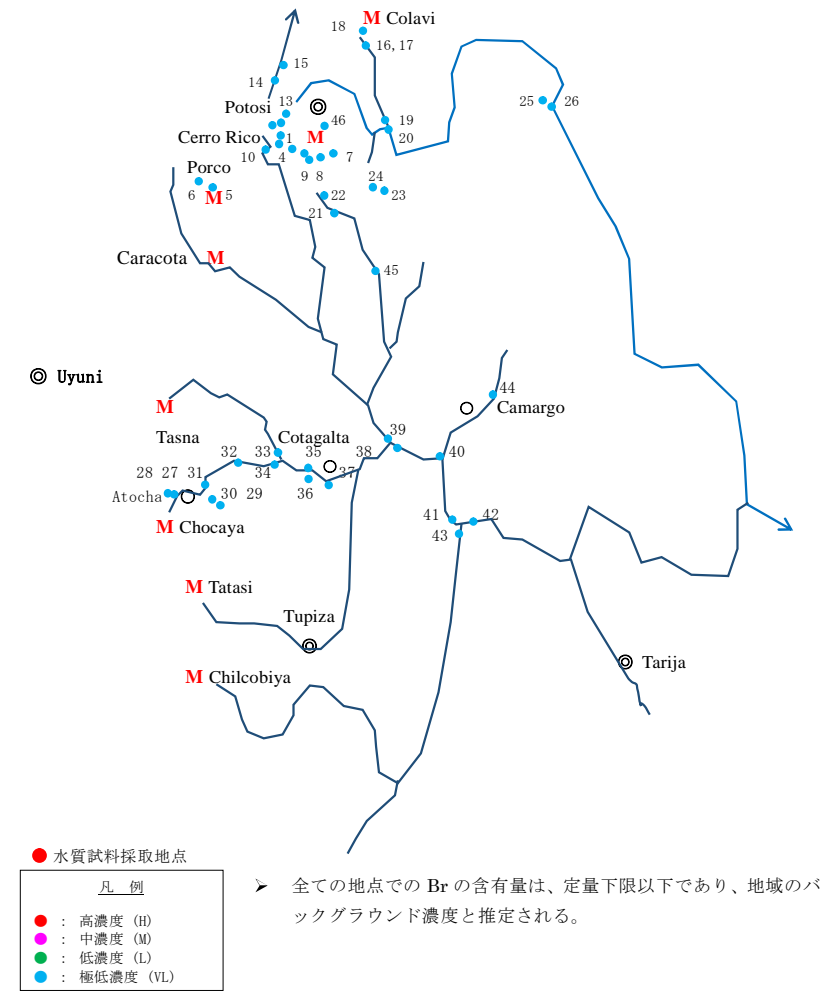 18 M Colavi
16,17
15
14
13
Potosi
46
19
Cerro Rico 1 M
20
25 26
10 4 7
9 8
Porco
24
6 M 5
22 23
21
Caracota M
45
Uyuni
44
M
Camargo
Tasna Cotagalta 39
32 33 35 38
40
28 27 31 34 37
Atocha 30 29 36
41 42
M Chocaya
43
M Tatasi
Tupiza
Tarija
M Chilcobiya
水質試料採取地点
凡 例
： 高濃度 (H)
： 中濃度 (M)
： 低濃度 (L)
： 極低濃度 (VL)
➢ 全ての地点での Br の含有量は、定量下限以下であり、地域のバ
ックグラウンド濃度と推定される。